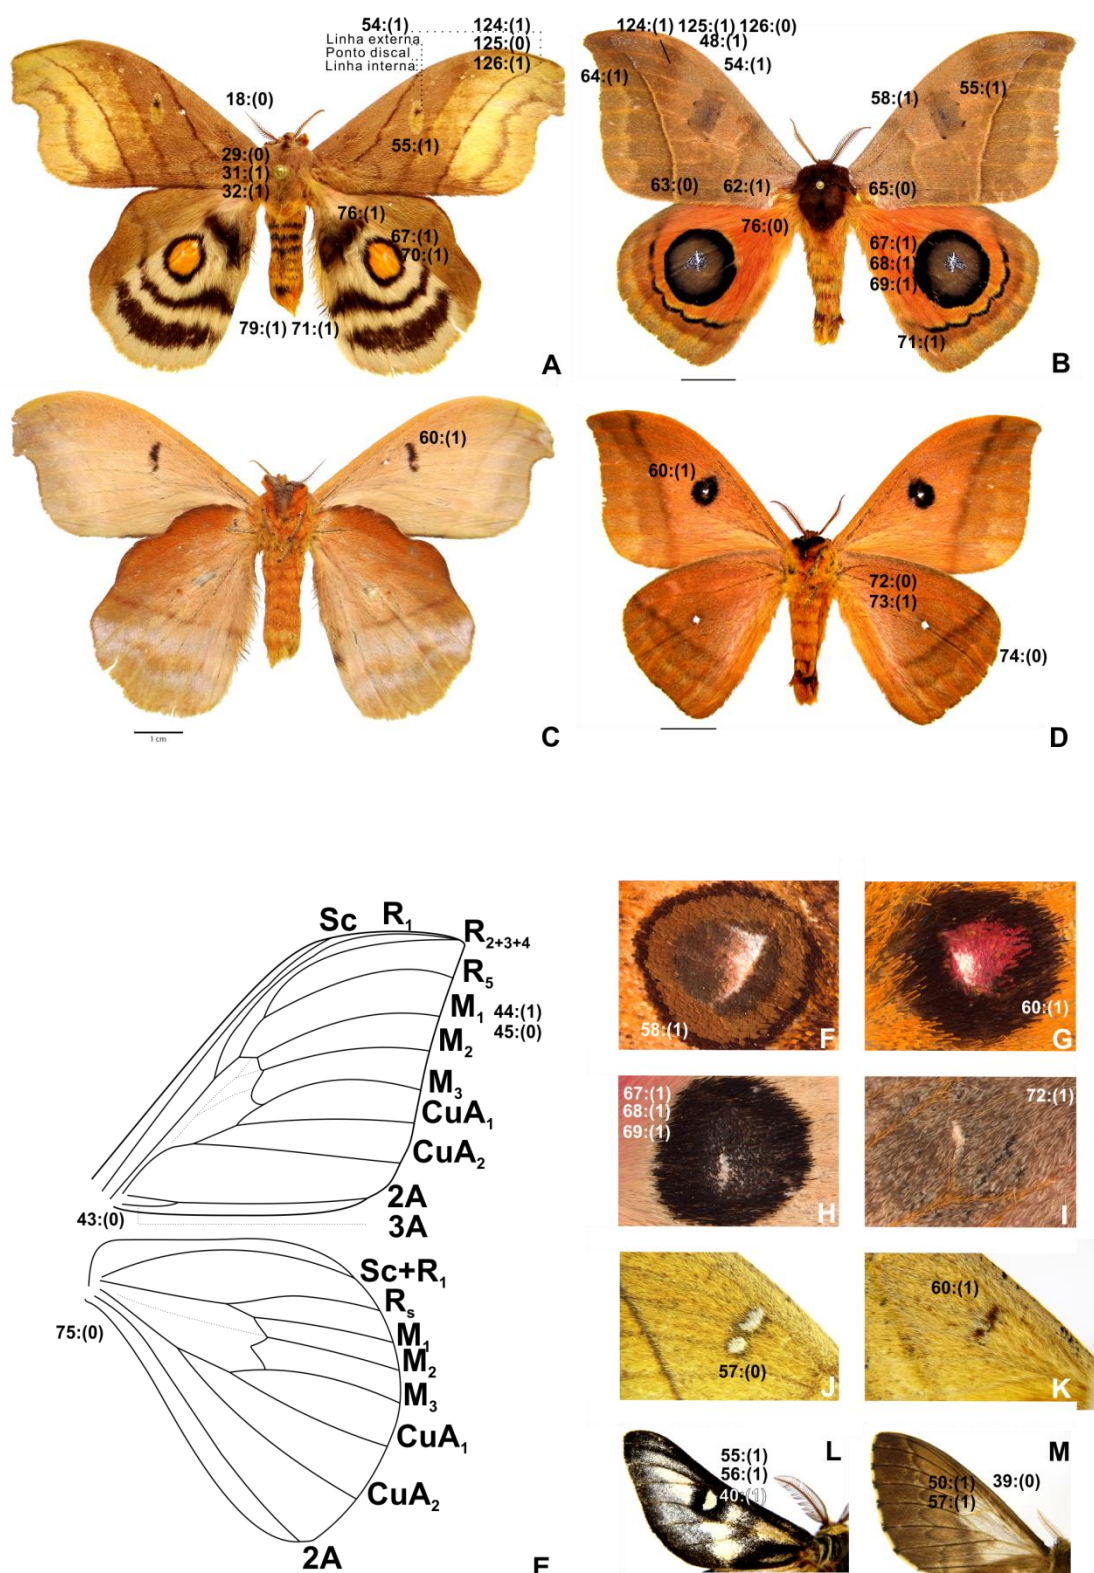 54:(1) 124:(1)
Linha externa 125:(0)
Ponto discal
Linha interna 126:(1)
18:(0)
55:(1)
29:(0)
31:(1)
32:(1)
76:(1)
67:(1)
70:(1)
79:(1) 71:(1)
A
124:(1) 125:(1) 126:(0)
48:(1)
54:(1)
64:(1)
58:(1)
55:(1)
63:(0) 62:(1) 65:(0)
76:(0)
67:(1)
68:(1)
69:(1)
71:(1)
B
60:(1)
1 cm
C
60:(1)
72:(0)
73:(1)
74:(0)
D
Sc R1 R2+3+4
R5
M1 44:(1)
45:(0)
M2
M3
CuA1
CuA2
2A
43:(0) 3A
Sc+R1
Rs
75:(0)
M1
M2
M3
CuA1
CuA2
2A
E
58:(1) F
60:(1) G
67:(1)
68:(1)
69:(1)
H
72:(1)
I
57:(0) J
60:(1)
K
55:(1) L
56:(1)
40:(1)
M
50:(1) 39:(0)
57:(1)